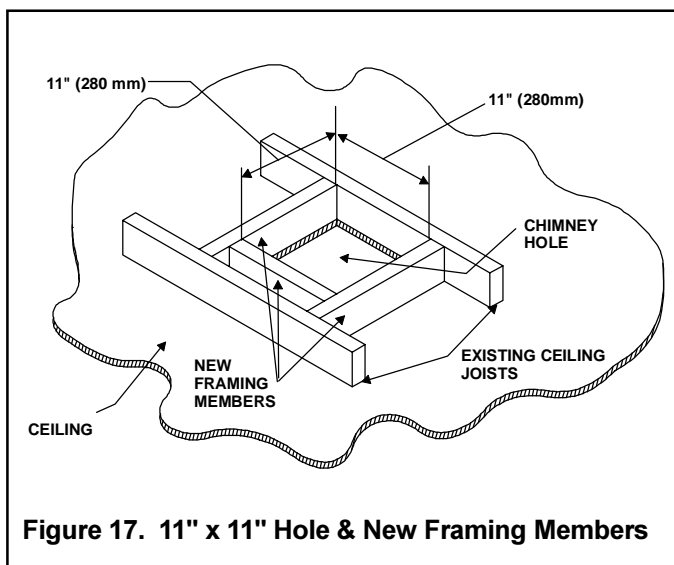 11" (280 mm)
11" (280mm)
CHIMNEY
HOLE
EXISTING CEILING
JOISTS
NEW
FRAMING
MEMBERS
CEILING
Figure 17.  11" x 11" Hole & New Framing Members